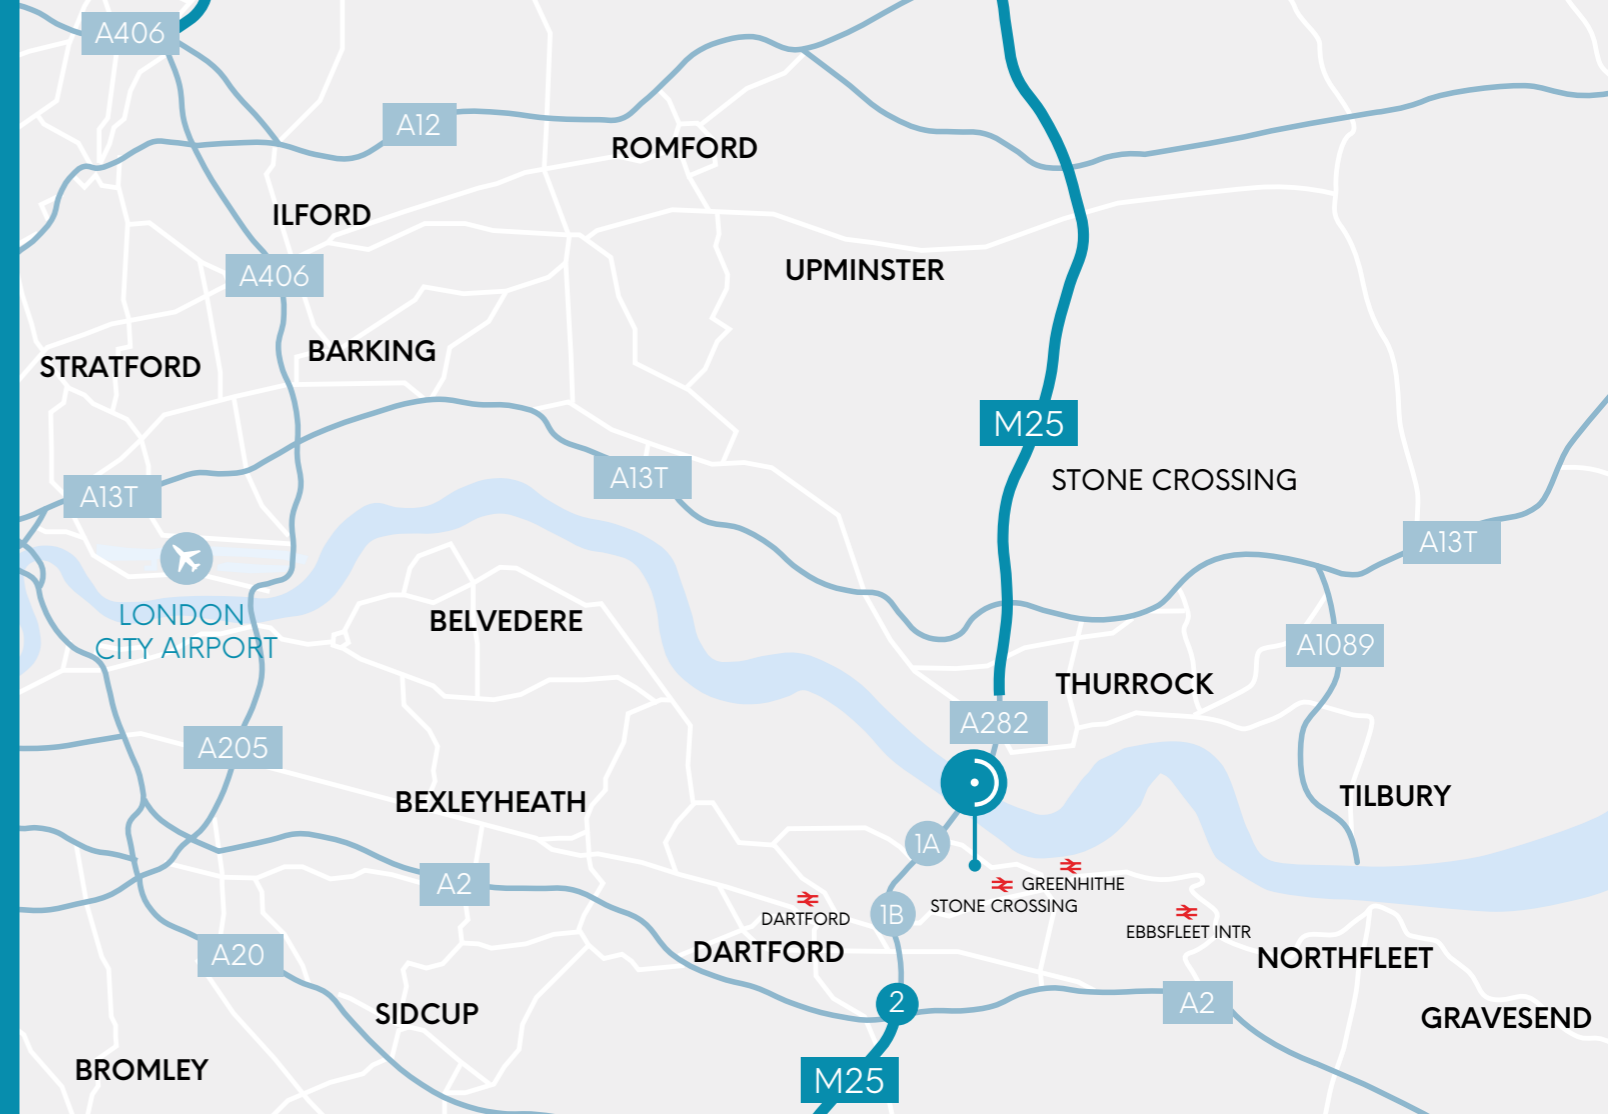 A406
A12
ROMFORD
ILFORD
A406
UPMINSTER
BARKING
STRATFORD
M25
STONE CROSSING
A13T
A13T
A13T
LONDON
CITY AIRPORT
BELVEDERE
A1089
THURROCK
A282
A205
BEXLEYHEATH
TILBURY
1A
A2
GREENHITHE
STONE CROSSING
DARTFORD
1B
EBBSFLEET INTR
DARTFORD
A20
NORTHFLEET
2
A2
SIDCUP
GRAVESEND
BROMLEY
M25